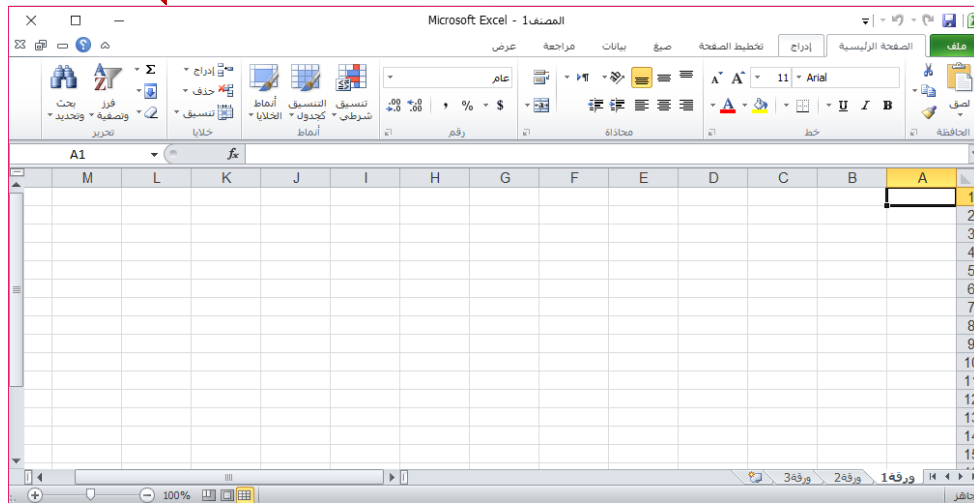 المصنف1 - Microsoft Excel
ملف الصفحة الرئيسية إدراج تخطيط الصفحة صيغ بيانات مراجعة عرض
لصق Arial 11 عام تنسيق شرطي التنسيق كجدول أنماط الخلايا إدراج Σ فرز وتصفية بحث وتحديد
B I U A A A $ % , حذف
تنسيق
الحافظة خط محاذاة رقم أنماط خلايا تحرير
A1 fx
A B C D E F G H I J K L M
1
2
3
4
5
6
7
8
9
10
11
12
13
14
15
ورقة1 ورقة2 ورقة3
جاهز 100%